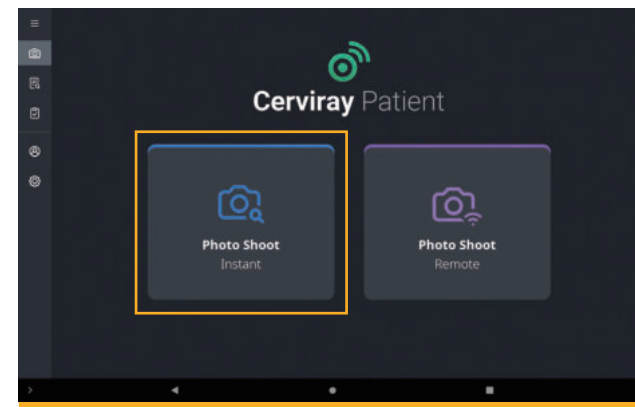 Cerviray Patient
Photo Shoot
Instant
Photo Shoot
Remote